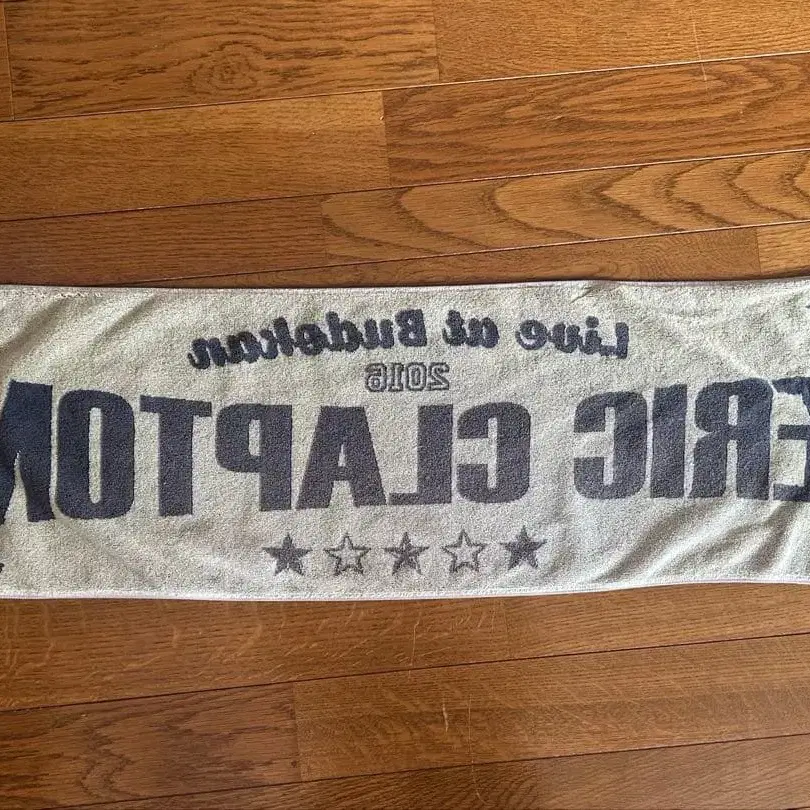 Live at Budokan
2016
ERIC CLAPTON